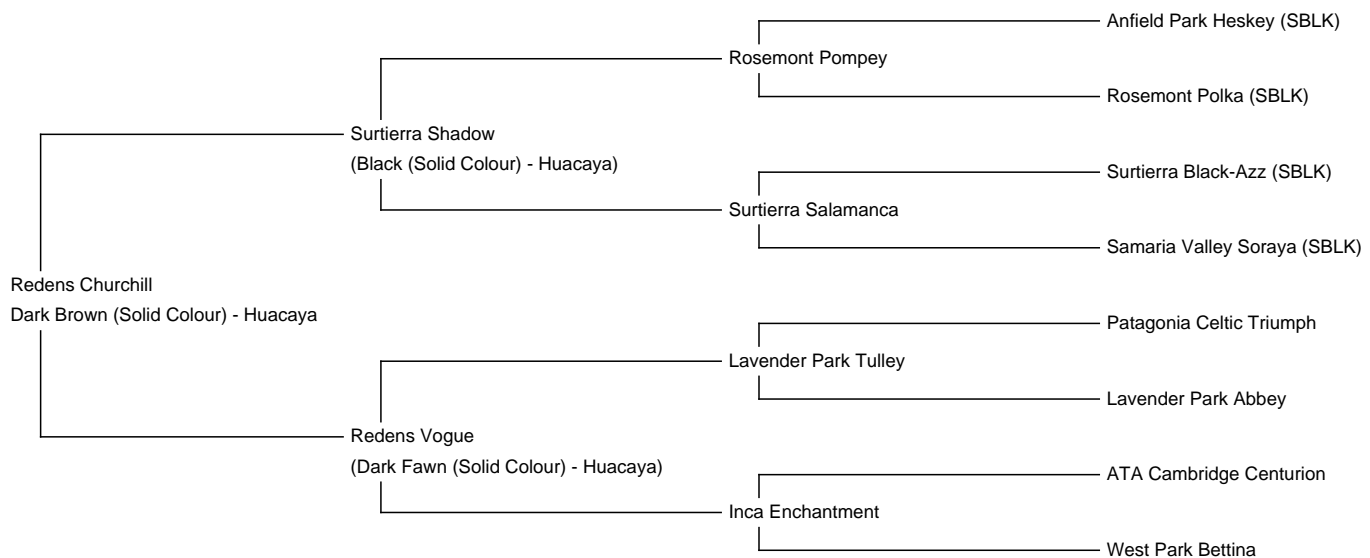 Anfield Park Heskey (SBLK)
Rosemont Pompey
Rosemont Polka (SBLK)
Surtierra Shadow
(Black (Solid Colour) - Huacaya)
Surtierra Black-Azz (SBLK)
Surtierra Salamanca
Samaria Valley Soraya (SBLK)
Redens Churchill
Dark Brown (Solid Colour) - Huacaya
Patagonia Celtic Triumph
Lavender Park Tulley
Lavender Park Abbey
Redens Vogue
(Dark Fawn (Solid Colour) - Huacaya)
ATA Cambridge Centurion
Inca Enchantment
West Park Bettina